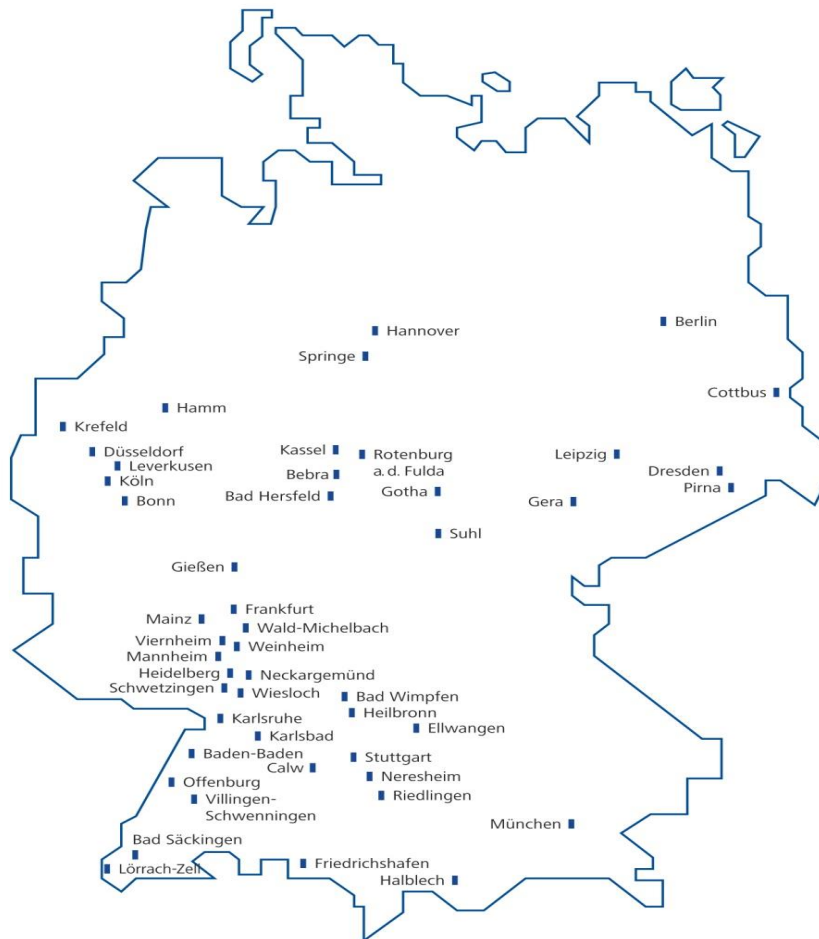 Berlin
Hannover
Springe
Cottbus
Hamm
Krefeld
Düsseldorf
Kassel
Rotenburg
a.d. Fulda
Leipzig
Leverkusen
Bebra
Dresden
Köln
Pirna
Bad Hersfeld
Gotha
Bonn
Gera
Suhl
Gießen
Frankfurt
Mainz
Wald-Michelbach
Viernheim
Weinheim
Mannheim
Heidelberg
Neckargemünd
Schwetzingen
Wiesloch
Bad Wimpfen
Heilbronn
Karlsruhe
Ellwangen
Karlsbad
Baden-Baden
Stuttgart
Calw
Neresheim
Offenburg
Riedlingen
Villingen-
Schwenningen
München
Bad Säckingen
Friedrichshafen
Lörrach-Zell
Halblech